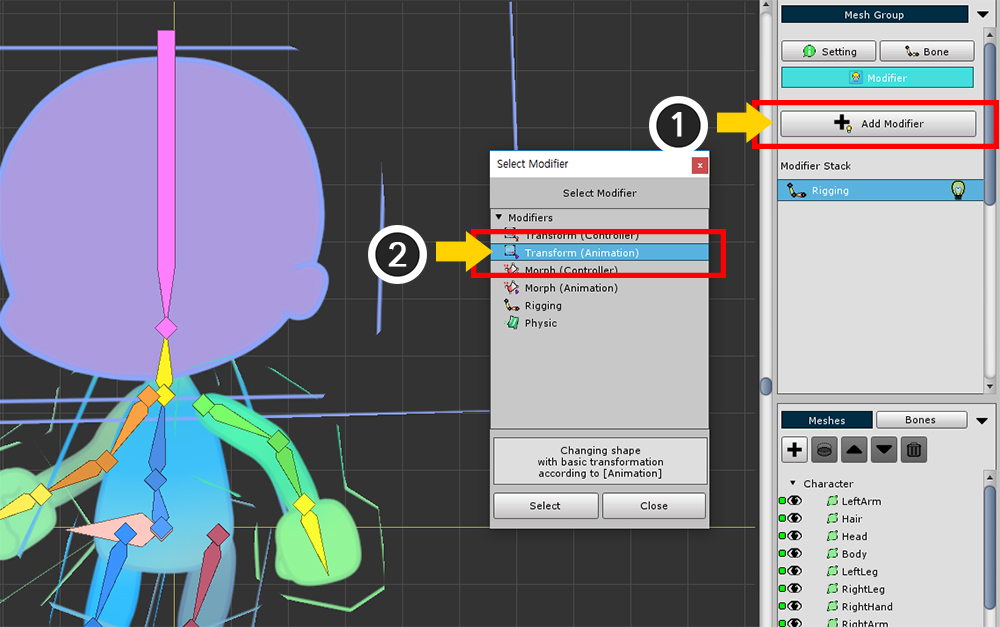 Mesh Group
Setting
Bone
Modifier
1
Add Modifier
Modifier Stack
Rigging
Select Modifier
x
Select Modifier
Modifiers
Transform (Controller)
2
Transform (Animation)
Morph (Controller)
Morph (Animation)
Rigging
Physic
Changing shape
with basic transformation
according to [Animation]
Select
Close
Meshes
Bones
Character
LeftArm
Hair
Head
Body
LeftLeg
RightLeg
RightHand
RightArm